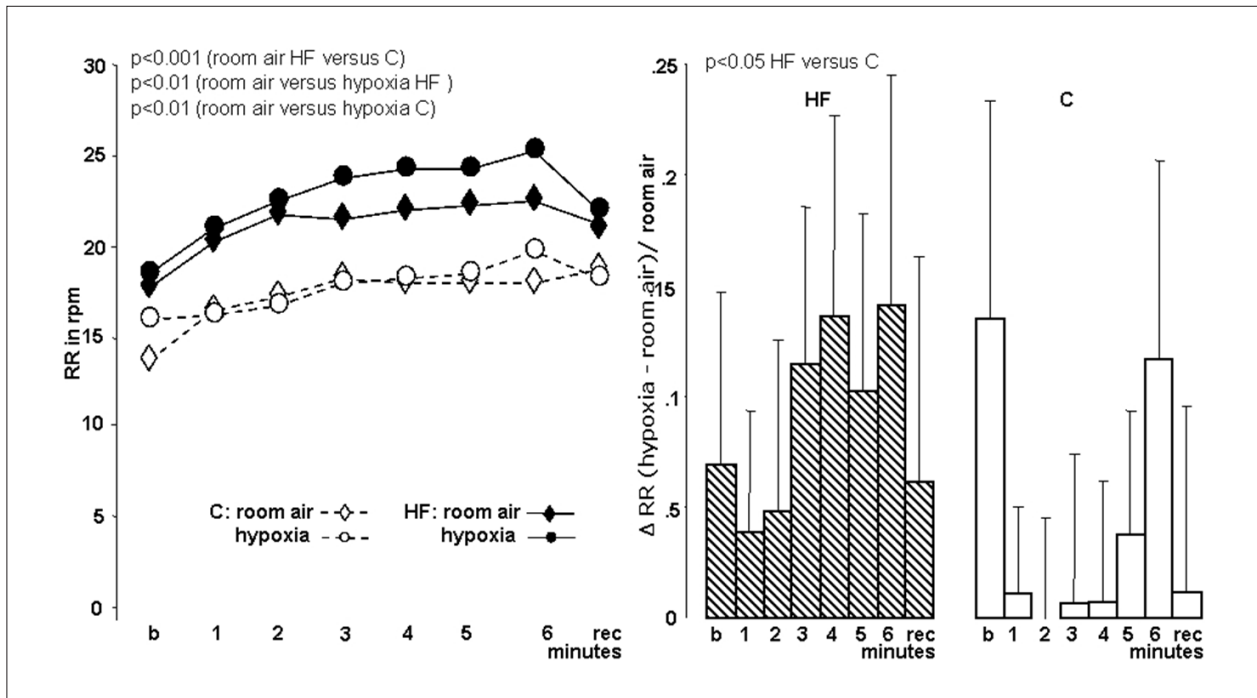 p<0.001 (room air HF versus C)
p<0.01 (room air versus hypoxia HF )
p<0.01 (room air versus hypoxia C)
30
25
20
15
10
5
0
RR in rpm
C: room air
hypoxia
HF: room air
hypoxia
b 1 2 3 4 5 6 rec
minutes
p<0.05 HF versus C
HF
C
.25
.2
.15
.1
.5
0
Δ RR (hypoxia - room air)/ room air
b 1 2 3 4 5 6 rec
minutes
b 1 2 3 4 5 6 rec
minutes